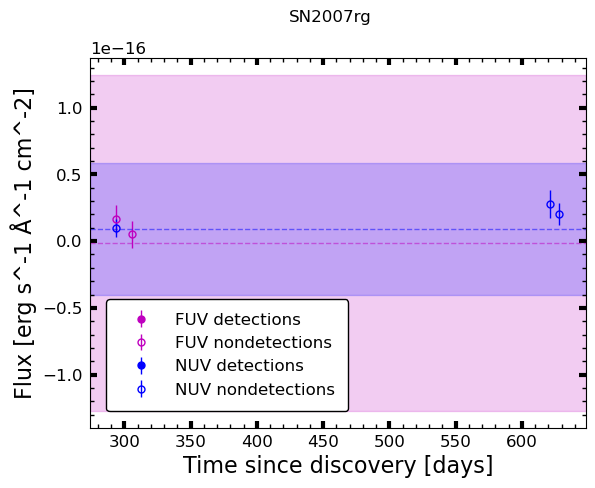 SN2007rg
1e−16
1.0
0.5
0.0
−0.5
−1.0
Flux [erg s^-1 Å^-1 cm^-2]
FUV detections
FUV nondetections
NUV detections
NUV nondetections
300 350 400 450 500 550 600
Time since discovery [days]